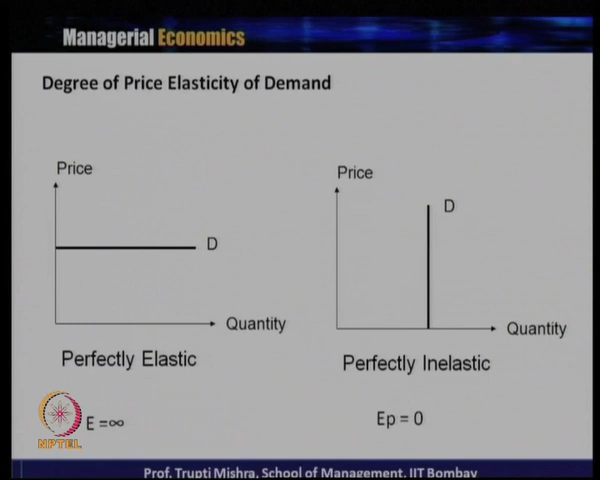 Managerial Economics
Degree of Price Elasticity of Demand
Price
D
Quantity
Perfectly Elastic
E =∞
Price
D
Quantity
Perfectly Inelastic
Ep = 0
NPTEL
Prof. Trupti Mishra, School of Management, IIT Bombay